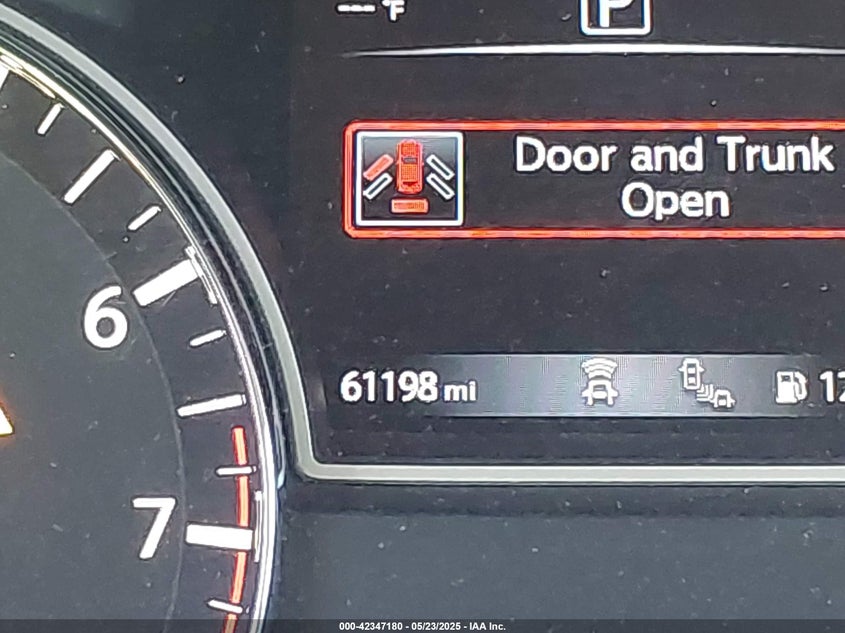 --- °F
P
Door and Trunk
Open
6
61198 mi
7
000-42347180 - 05/23/2025 - IAA Inc.